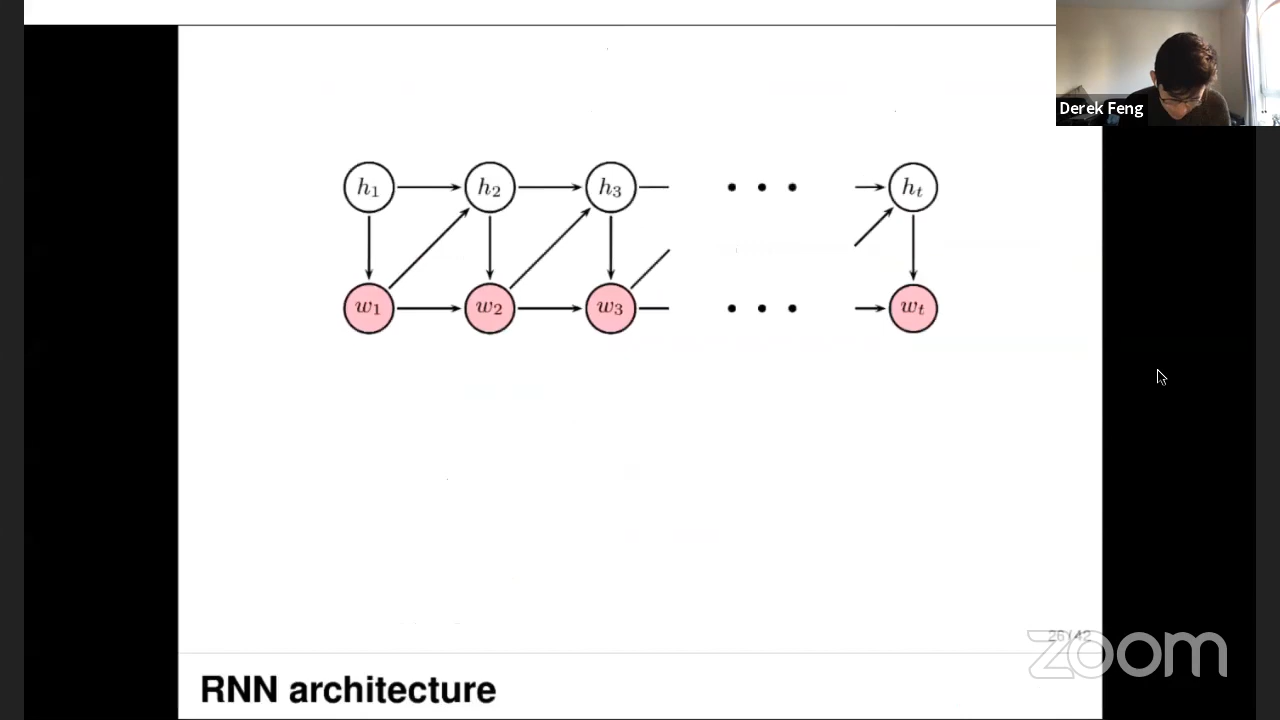 Derek Feng
h₁ h₂ h₃ • • • hₜ
w₁ w₂ w₃ • • • wₜ
26/42
zoom
RNN architecture